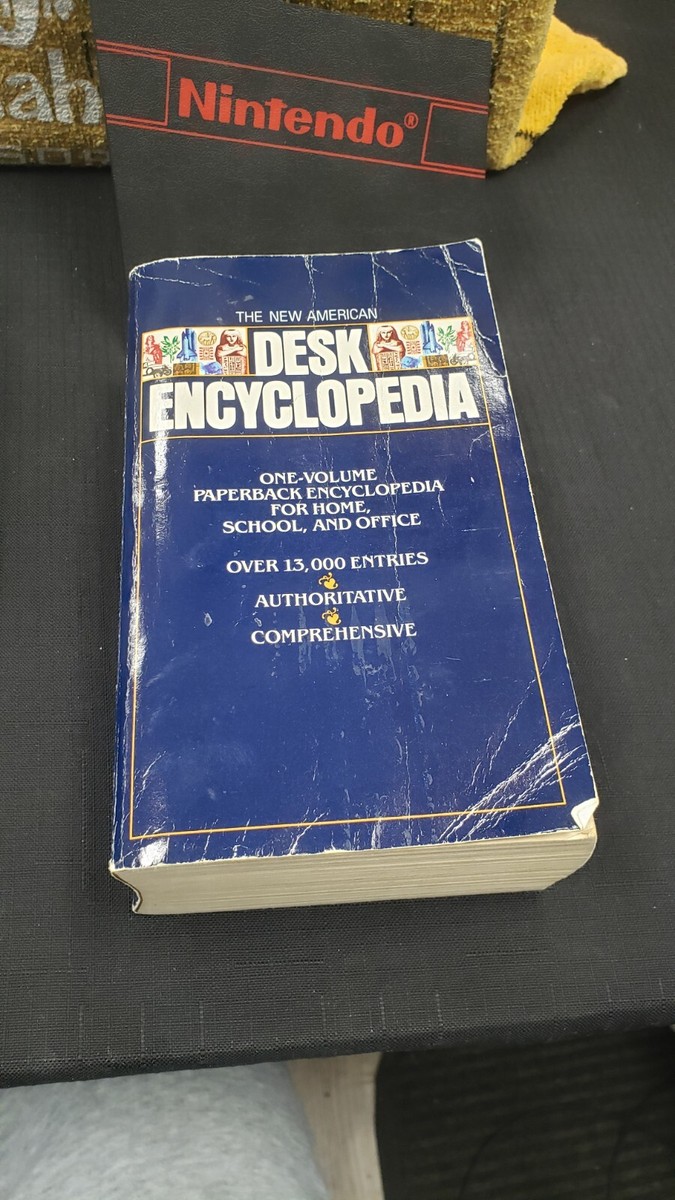 Nintendo®
THE NEW AMERICAN
DESK
ENCYCLOPEDIA
ONE-VOLUME
PAPERBACK ENCYCLOPEDIA
FOR HOME,
SCHOOL, AND OFFICE
OVER 13,000 ENTRIES
AUTHORITATIVE
COMPREHENSIVE